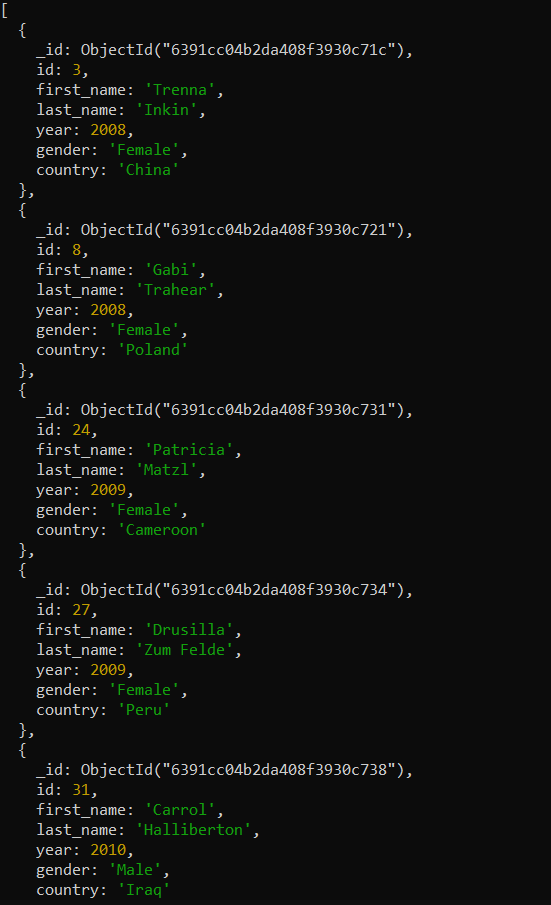 [
  {
    _id: ObjectId("6391cc04b2da408f3930c71c"),
    id: 3,
    first_name: 'Trenna',
    last_name: 'Inkin',
    year: 2008,
    gender: 'Female',
    country: 'China'
  },
  {
    _id: ObjectId("6391cc04b2da408f3930c721"),
    id: 8,
    first_name: 'Gabi',
    last_name: 'Trahear',
    year: 2008,
    gender: 'Female',
    country: 'Poland'
  },
  {
    _id: ObjectId("6391cc04b2da408f3930c731"),
    id: 24,
    first_name: 'Patricia',
    last_name: 'Matzl',
    year: 2009,
    gender: 'Female',
    country: 'Cameroon'
  },
  {
    _id: ObjectId("6391cc04b2da408f3930c734"),
    id: 27,
    first_name: 'Drusilla',
    last_name: 'Zum Felde',
    year: 2009,
    gender: 'Female',
    country: 'Peru'
  },
  {
    _id: ObjectId("6391cc04b2da408f3930c738"),
    id: 31,
    first_name: 'Carrol',
    last_name: 'Halliberton',
    year: 2010,
    gender: 'Male',
    country: 'Iraq'